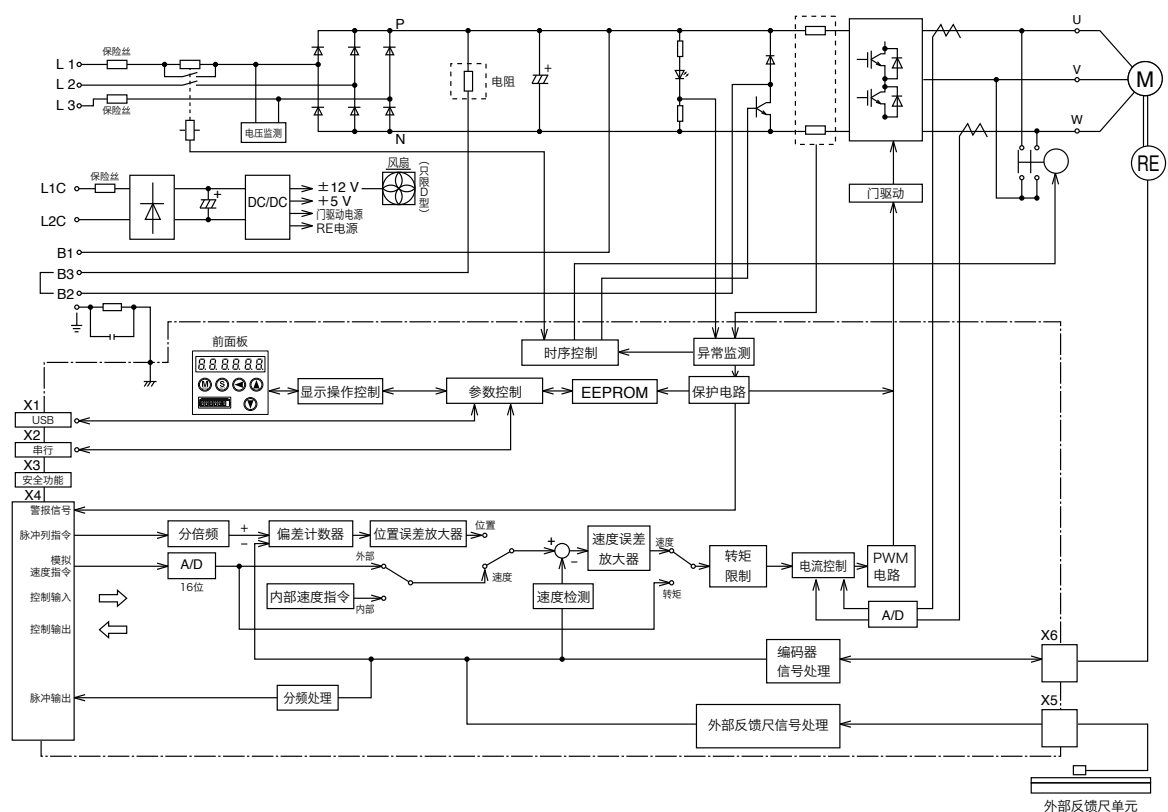 P
U
L 1
保险丝
L 2
L 3
保险丝
电压监测
+
电阻
+
V
M
N
W
RE
L1C
保险丝
L2C
+
DC/DC
±12 V
+5 V
门驱动电源
RE电源
风扇
(只限D型)
门驱动
B1
B3
B2
前面板
8.8.8.8.8.8.
M S
时序控制
异常监测
显示操作控制
参数控制
EEPROM
保护电路
X1
USB
X2
串行
X3
安全功能
X4
警报信号
脉冲列指令
分倍频
+
−
偏差计数器
位置误差放大器
位置
模拟
速度指令
A/D
16位
外部
内部速度指令
内部
速度
+
−
速度误差
放大器
速度
转矩
速度检测
转矩
限制
电流控制
PWM
电路
A/D
控制输入
控制输出
编码器
信号处理
X6
脉冲输出
分频处理
外部反馈尺信号处理
X5
外部反馈尺单元